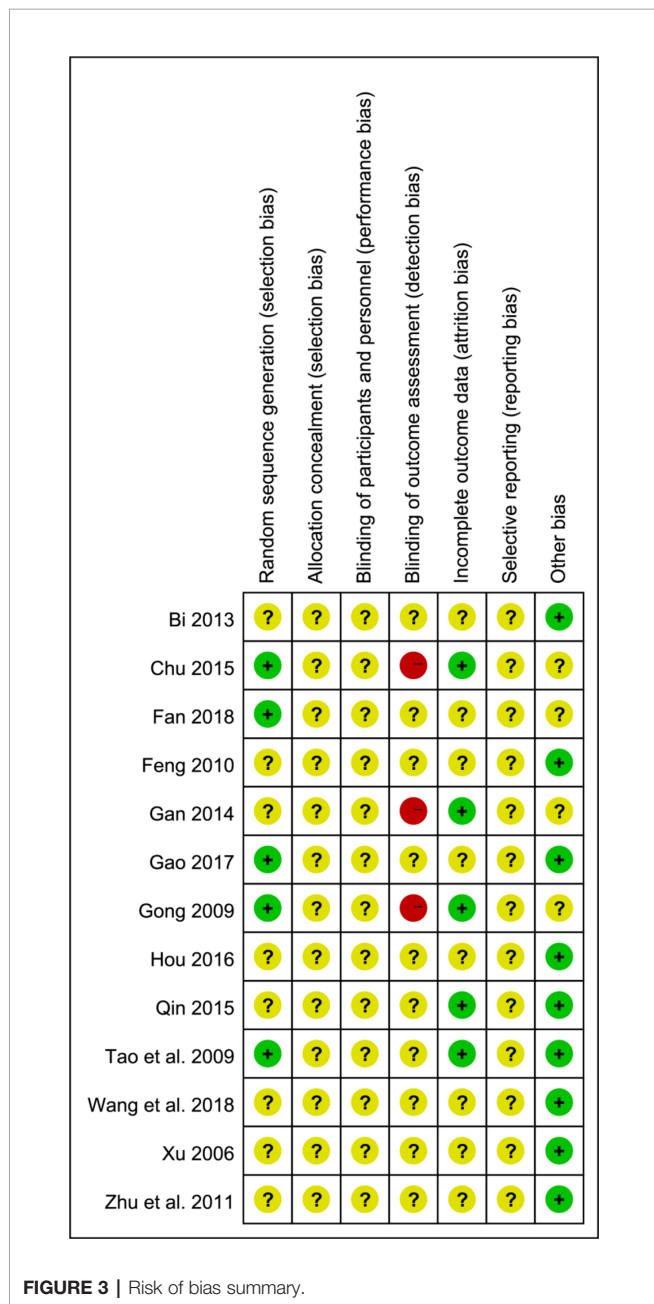 Random sequence generation (selection bias)
Allocation concealment (selection bias)
Blinding of participants and personnel (performance bias)
Blinding of outcome assessment (detection bias)
Incomplete outcome data (attrition bias)
Selective reporting (reporting bias)
Other bias
Bi 2013 ? ? ? ? ? ? +
Chu 2015 + ? ? - + ? ?
Fan 2018 + ? ? ? ? ? ?
Feng 2010 ? ? ? ? ? ? +
Gan 2014 ? ? ? - + ? ?
Gao 2017 + ? ? ? ? ? +
Gong 2009 + ? ? - + ? ?
Hou 2016 ? ? ? ? ? ? +
Qin 2015 ? ? ? ? + ? +
Tao et al. 2009 + ? ? ? + ? +
Wang et al. 2018 ? ? ? ? ? ? +
Xu 2006 ? ? ? ? ? ? +
Zhu et al. 2011 ? ? ? ? ? ? +
FIGURE 3 | Risk of bias summary.